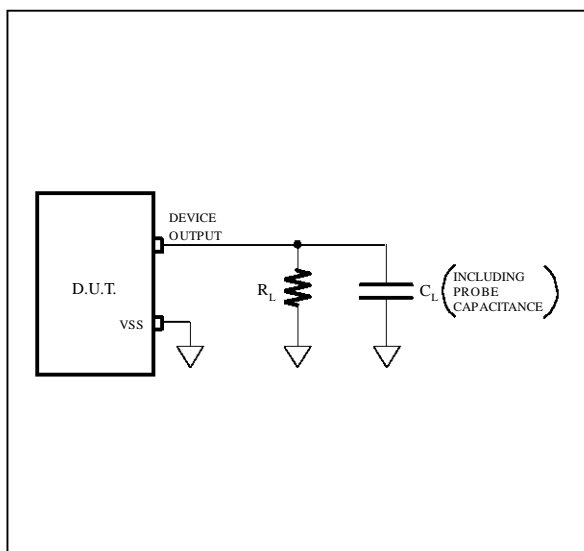 DEVICE
OUTPUT
D.U.T.
VSS
RL
CL
INCLUDING
PROBE
CAPACITANCE